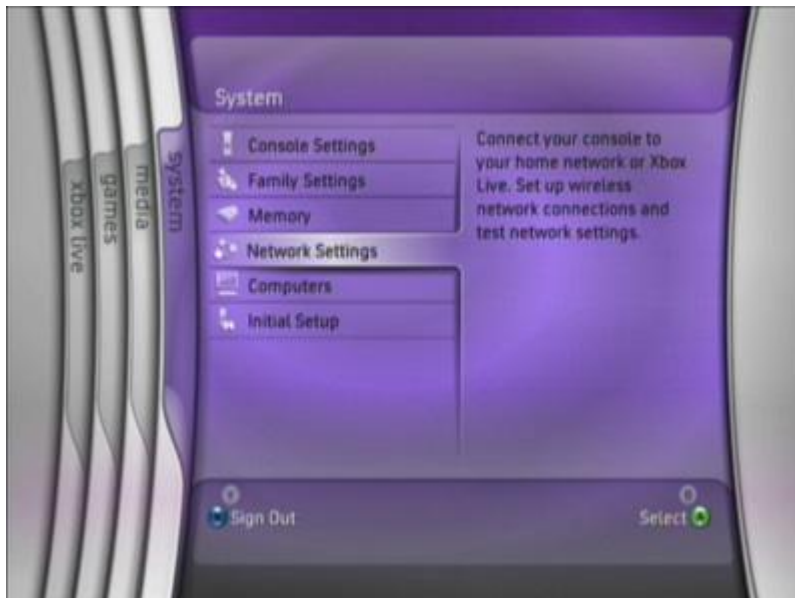 System
xbox live
games
media
system
Console Settings
Family Settings
Memory
Network Settings
Computers
Initial Setup
Connect your console to
your home network or Xbox
Live. Set up wireless
network connections and
test network settings.
Sign Out
Select